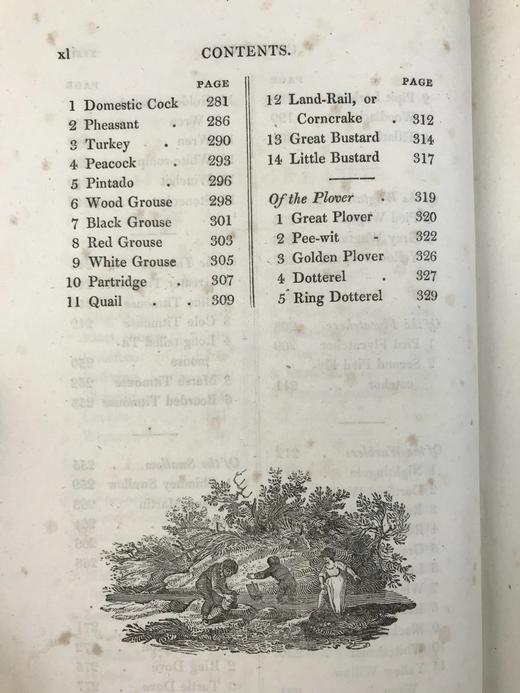 xl
CONTENTS.
PAGE
1 Domestic Cock 281
2 Pheasant . 286
3 Turkey . 290
4 Peacock . 293
5 Pintado . 296
6 Wood Grouse 298
7 Black Grouse 301
8 Red Grouse 303
9 White Grouse 305
10 Partridge . 307
11 Quail . . 309
PAGE
12 Land-Rail, or
Corncrake . 312
13 Great Bustard 314
14 Little Bustard 317
Of the Plover . 319
1 Great Plover 320
2 Pee-wit - 322
3 Golden Plover 326
4 Dotterel . 327
5 Ring Dotterel 329